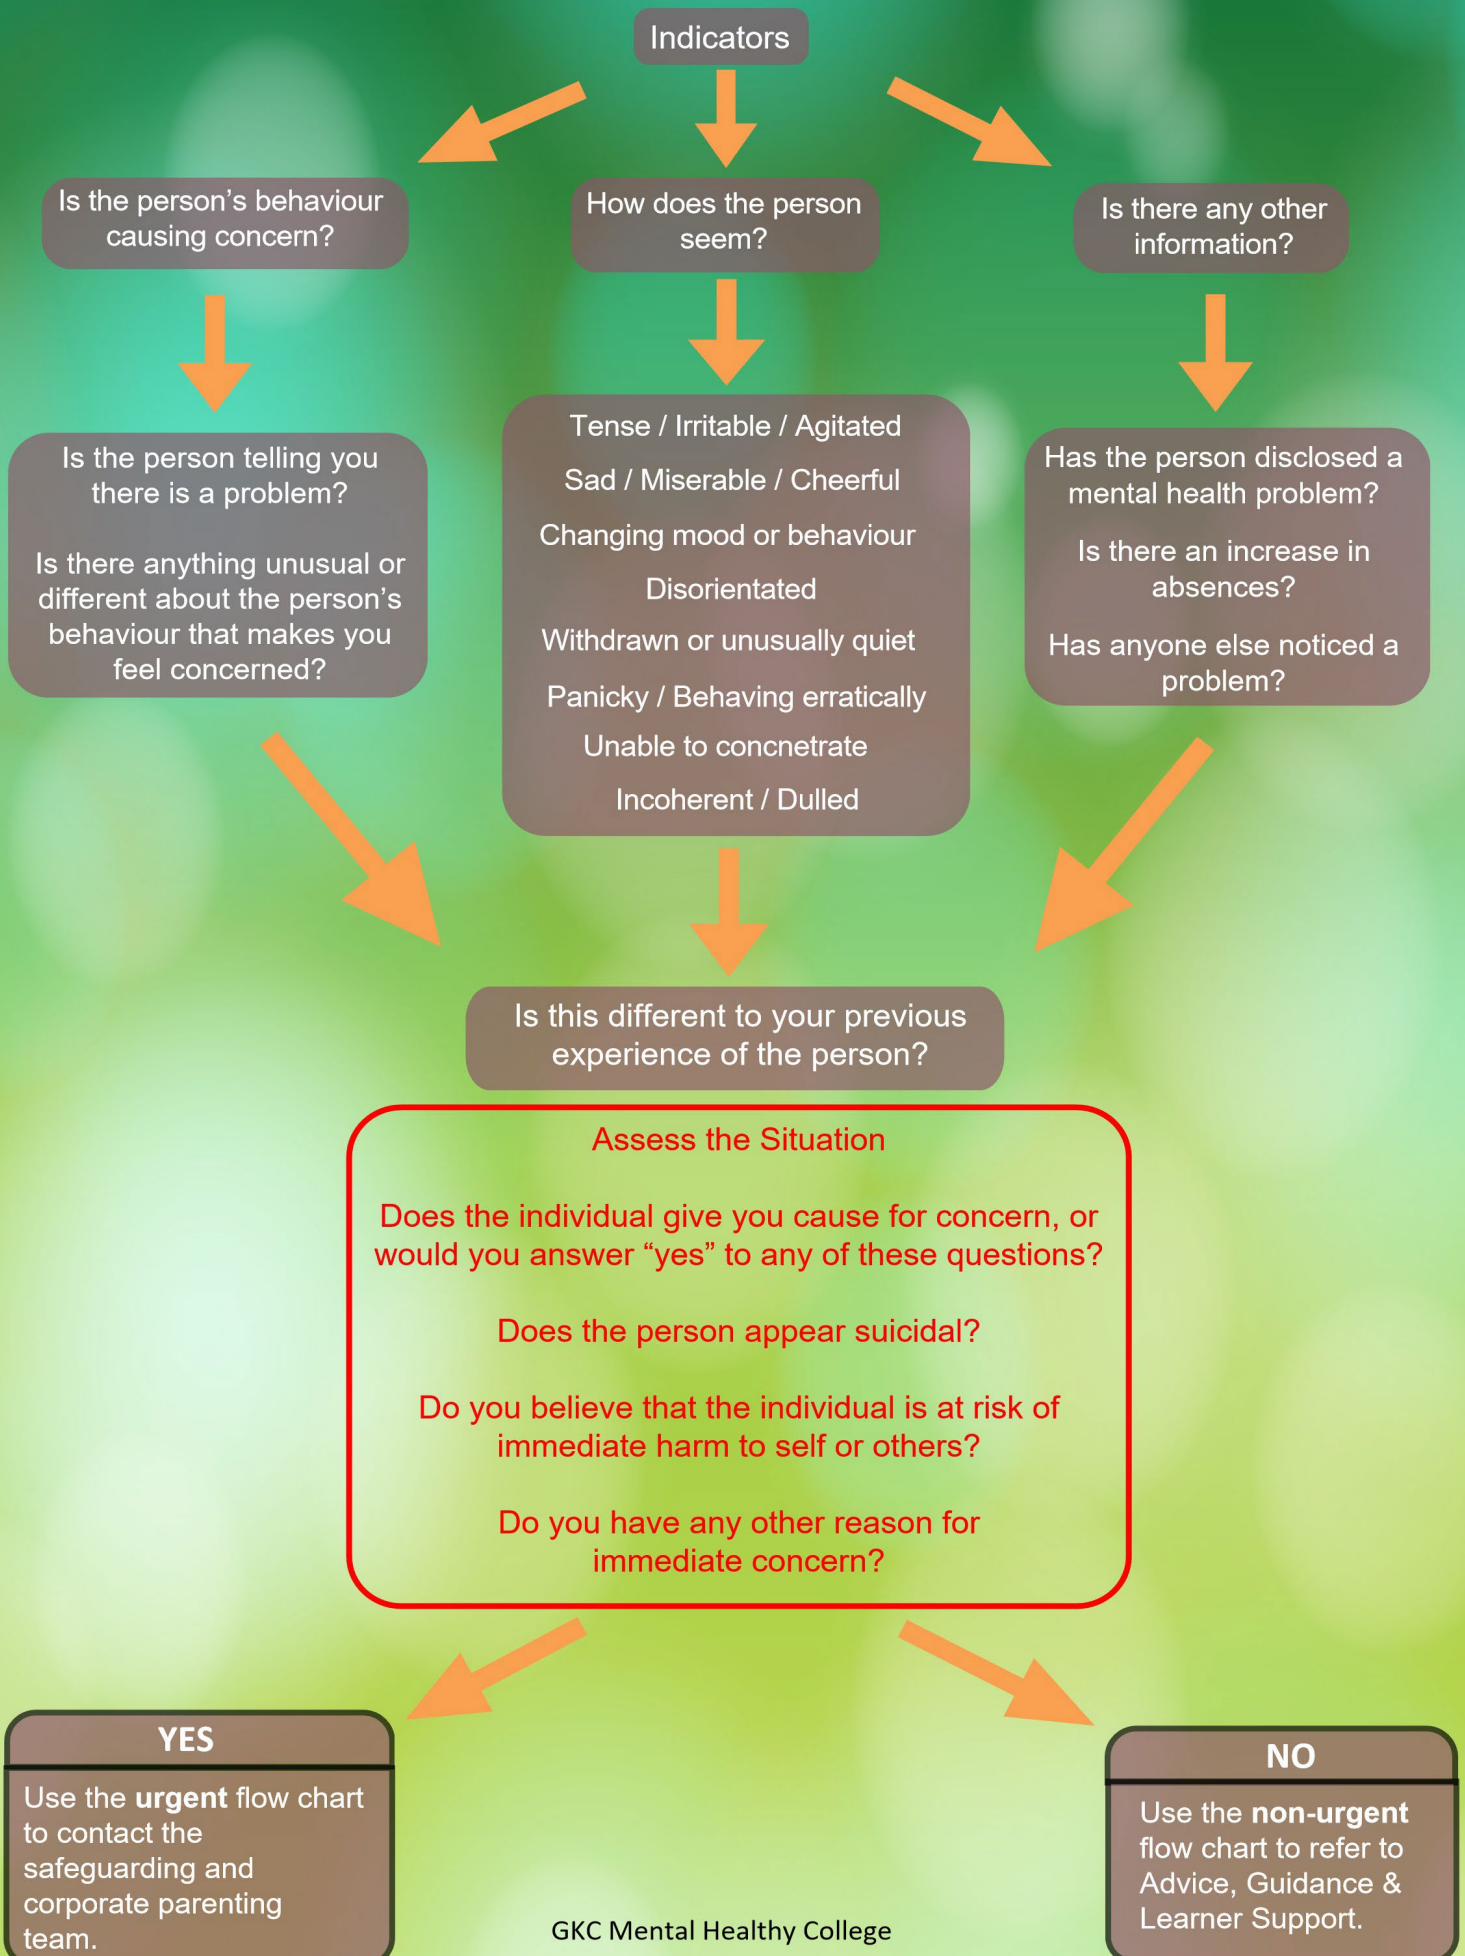 Indicators
Is the person’s behaviour
causing concern?
How does the person
seem?
Is there any other
information?
Is the person telling you
there is a problem?
Is there anything unusual or
different about the person’s
behaviour that makes you
feel concerned?
Tense / Irritable / Agitated
Sad / Miserable / Cheerful
Changing mood or behaviour
Disorientated
Withdrawn or unusually quiet
Panicky / Behaving erratically
Unable to concnetrate
Incoherent / Dulled
Has the person disclosed a
mental health problem?
Is there an increase in
absences?
Has anyone else noticed a
problem?
Is this different to your previous
experience of the person?
Assess the Situation
Does the individual give you cause for concern, or
would you answer “yes” to any of these questions?
Does the person appear suicidal?
Do you believe that the individual is at risk of
immediate harm to self or others?
Do you have any other reason for
immediate concern?
YES
Use the urgent flow chart
to contact the
safeguarding and
corporate parenting
team.
NO
Use the non-urgent
flow chart to refer to
Advice, Guidance &
Learner Support.
GKC Mental Healthy College